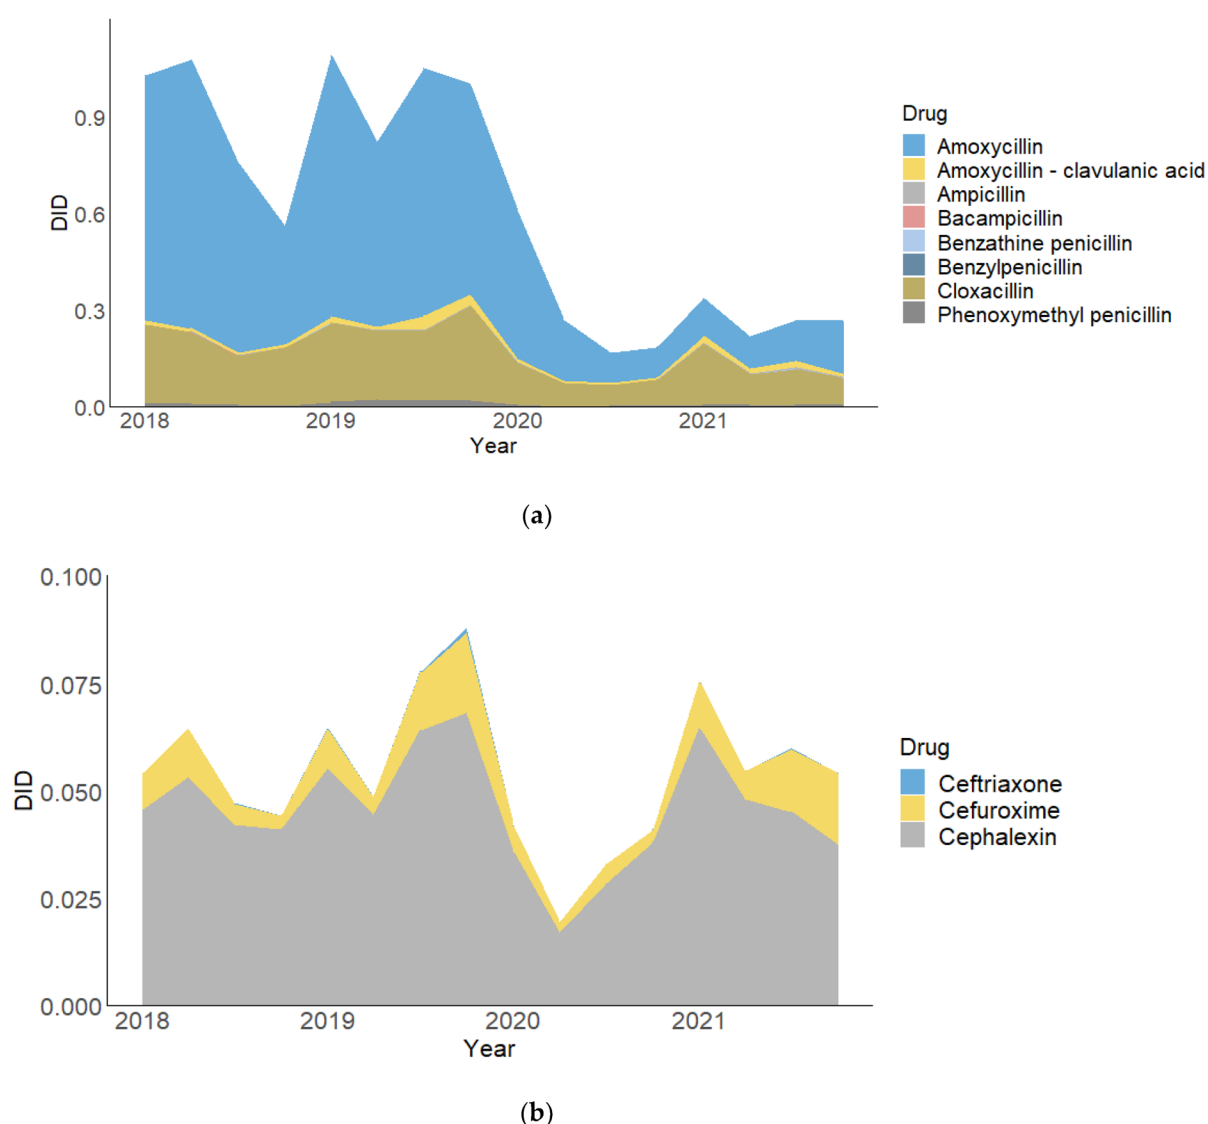 0.9
0.6
0.3
0.0
DID
2018 2019 2020 2021
Year
Drug
Amoxycillin
Amoxycillin - clavulanic acid
Ampicillin
Bacampicillin
Benzathine penicillin
Benzylpenicillin
Cloxacillin
Phenoxymethyl penicillin
(a)
0.100
0.075
0.050
0.025
0.000
DID
2018 2019 2020 2021
Year
Drug
Ceftriaxone
Cefuroxime
Cephalexin
(b)